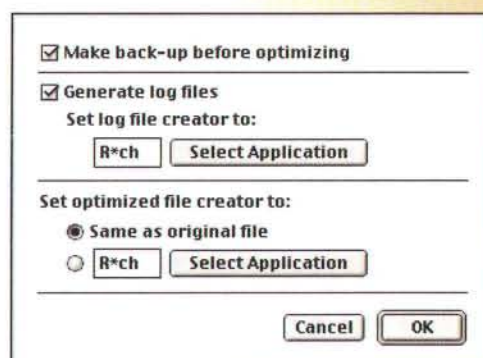 Make back-up before optimizing
Generate log files
Set log file creator to:
R*ch Select Application
Set optimized file creator to:
Same as original file
R*ch Select Application
Cancel OK